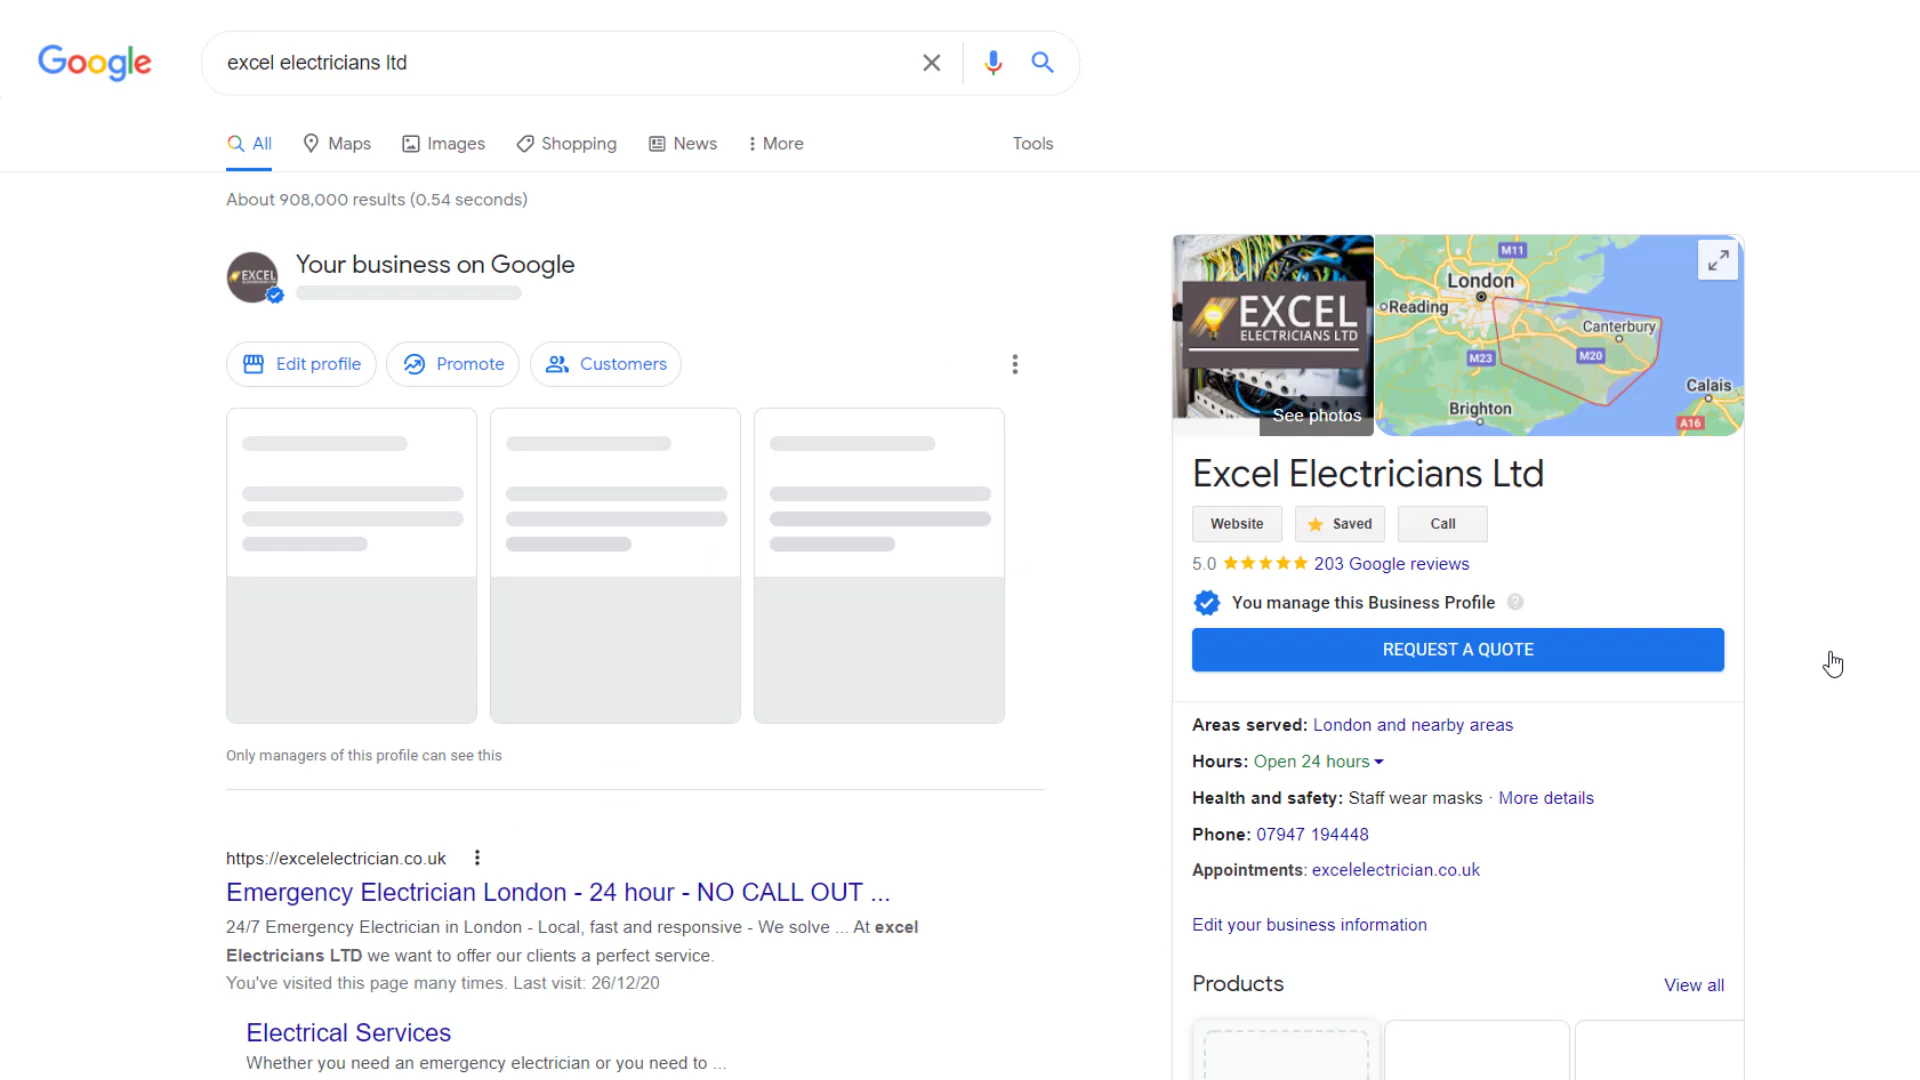 Google
excel electricians ltd
All
Maps
Images
Shopping
News
More
Tools
About 908,000 results (0.54 seconds)
EXCEL
Your business on Google
Edit profile
Promote
Customers
Only managers of this profile can see this
https://excelelectrician.co.uk
Emergency Electrician London - 24 hour - NO CALL OUT ...
24/7 Emergency Electrician in London - Local, fast and responsive - We solve ... At excel
Electricians LTD we want to offer our clients a perfect service.
You've visited this page many times. Last visit: 26/12/20
Electrical Services
Whether you need an emergency electrician or you need to ...
EXCEL
ELECTRICIANS LTD
See photos
M11
London
Reading
Canterbury
M23
M20
Calais
Brighton
A16
Excel Electricians Ltd
Website
Saved
Call
5.0
203 Google reviews
You manage this Business Profile
REQUEST A QUOTE
Areas served: London and nearby areas
Hours: Open 24 hours
Health and safety: Staff wear masks · More details
Phone: 07947 194448
Appointments: excelelectrician.co.uk
Edit your business information
Products
View all